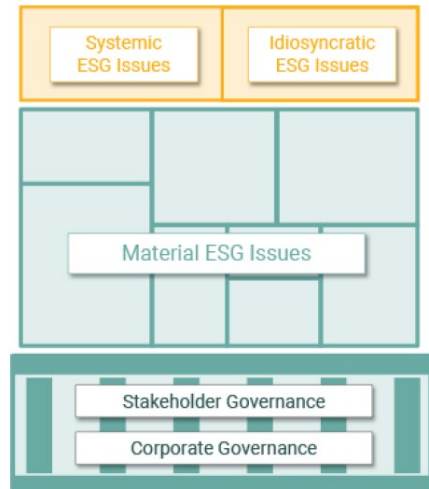 Systemic
ESG Issues
Idiosyncratic
ESG Issues
Material ESG Issues
Stakeholder Governance
Corporate Governance